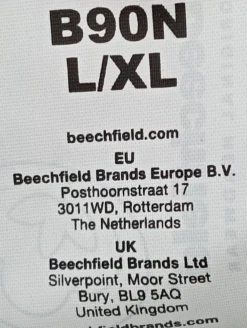 B90N
L/XL
beechfield.com
EU
Beechfield Brands Europe B.V.
Posthoornstraat 17
3011WD, Rotterdam
The Netherlands
UK
Beechfield Brands Ltd
Silverpoint, Moor Street
Bury, BL9 5AQ
United Kingdom